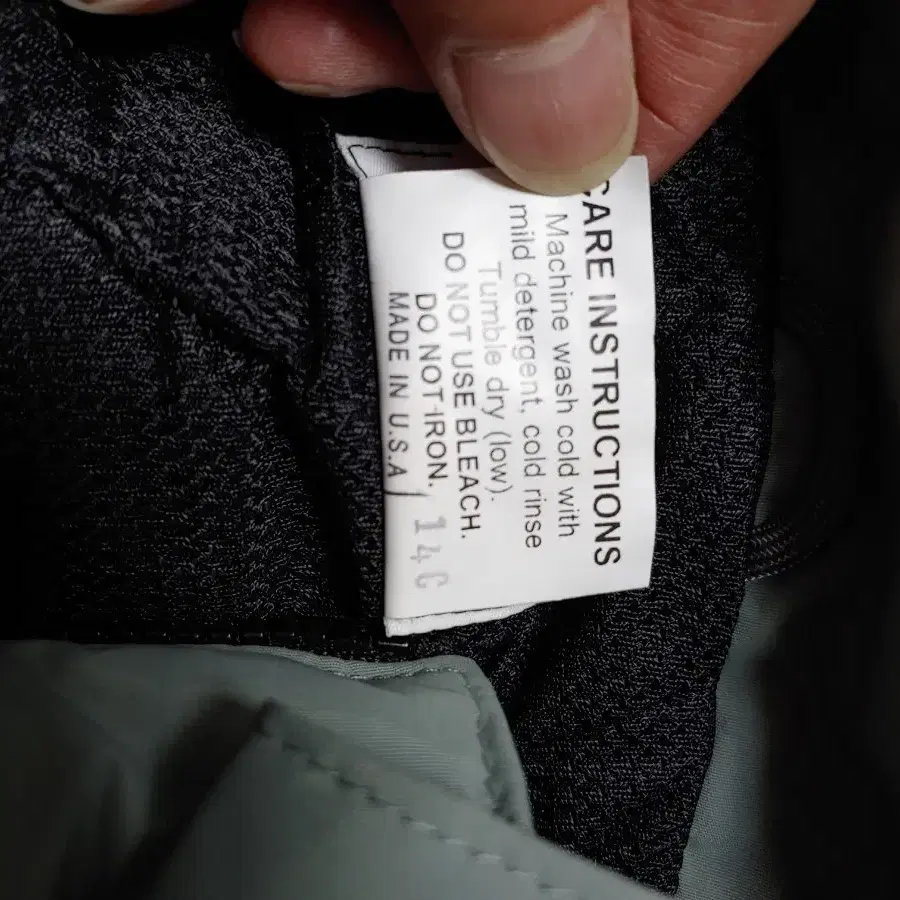 CARE INSTRUCTIONS
Machine wash cold with
mild detergent, cold rinse
Tumble dry (low).
DO NOT USE BLEACH.
DO NOT IRON.
MADE IN U.S.A
14C